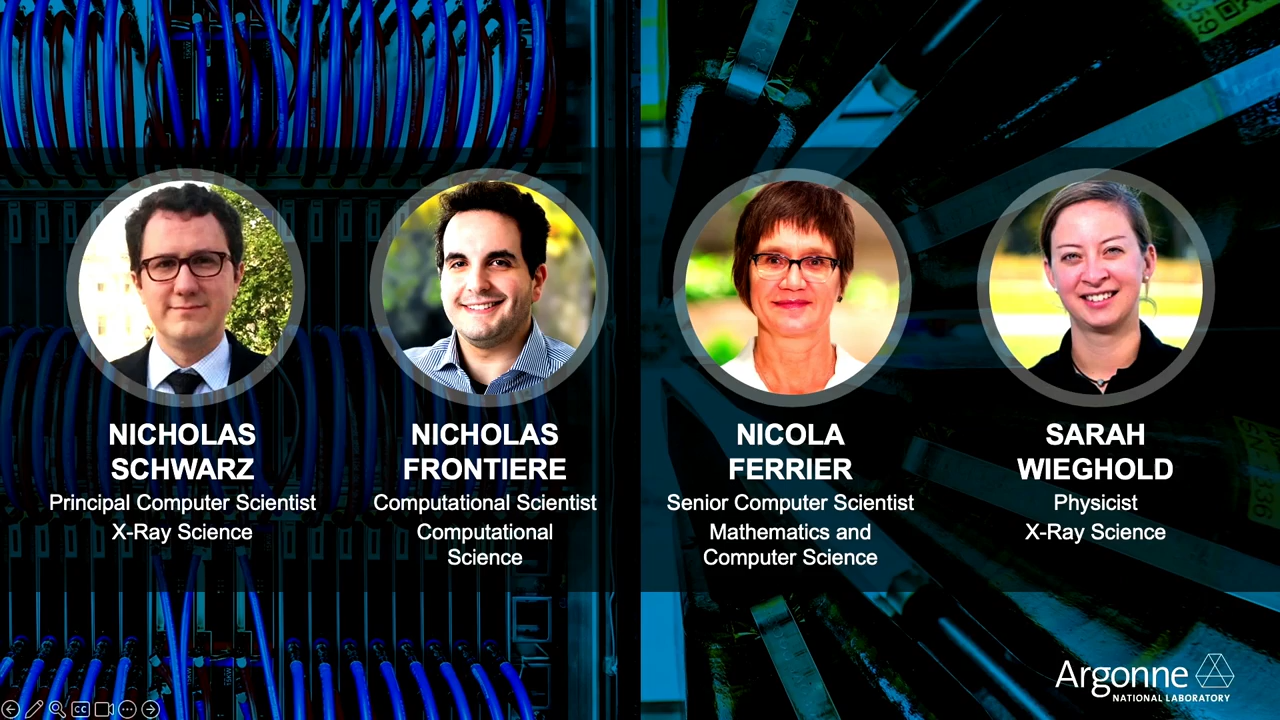 NICHOLAS
SCHWARZ
Principal Computer Scientist
X-Ray Science
NICHOLAS
FRONTIERE
Computational Scientist
Computational
Science
NICOLA
FERRIER
Senior Computer Scientist
Mathematics and
Computer Science
SARAH
WIEGHOLD
Physicist
X-Ray Science
Argonne
NATIONAL LABORATORY
CC